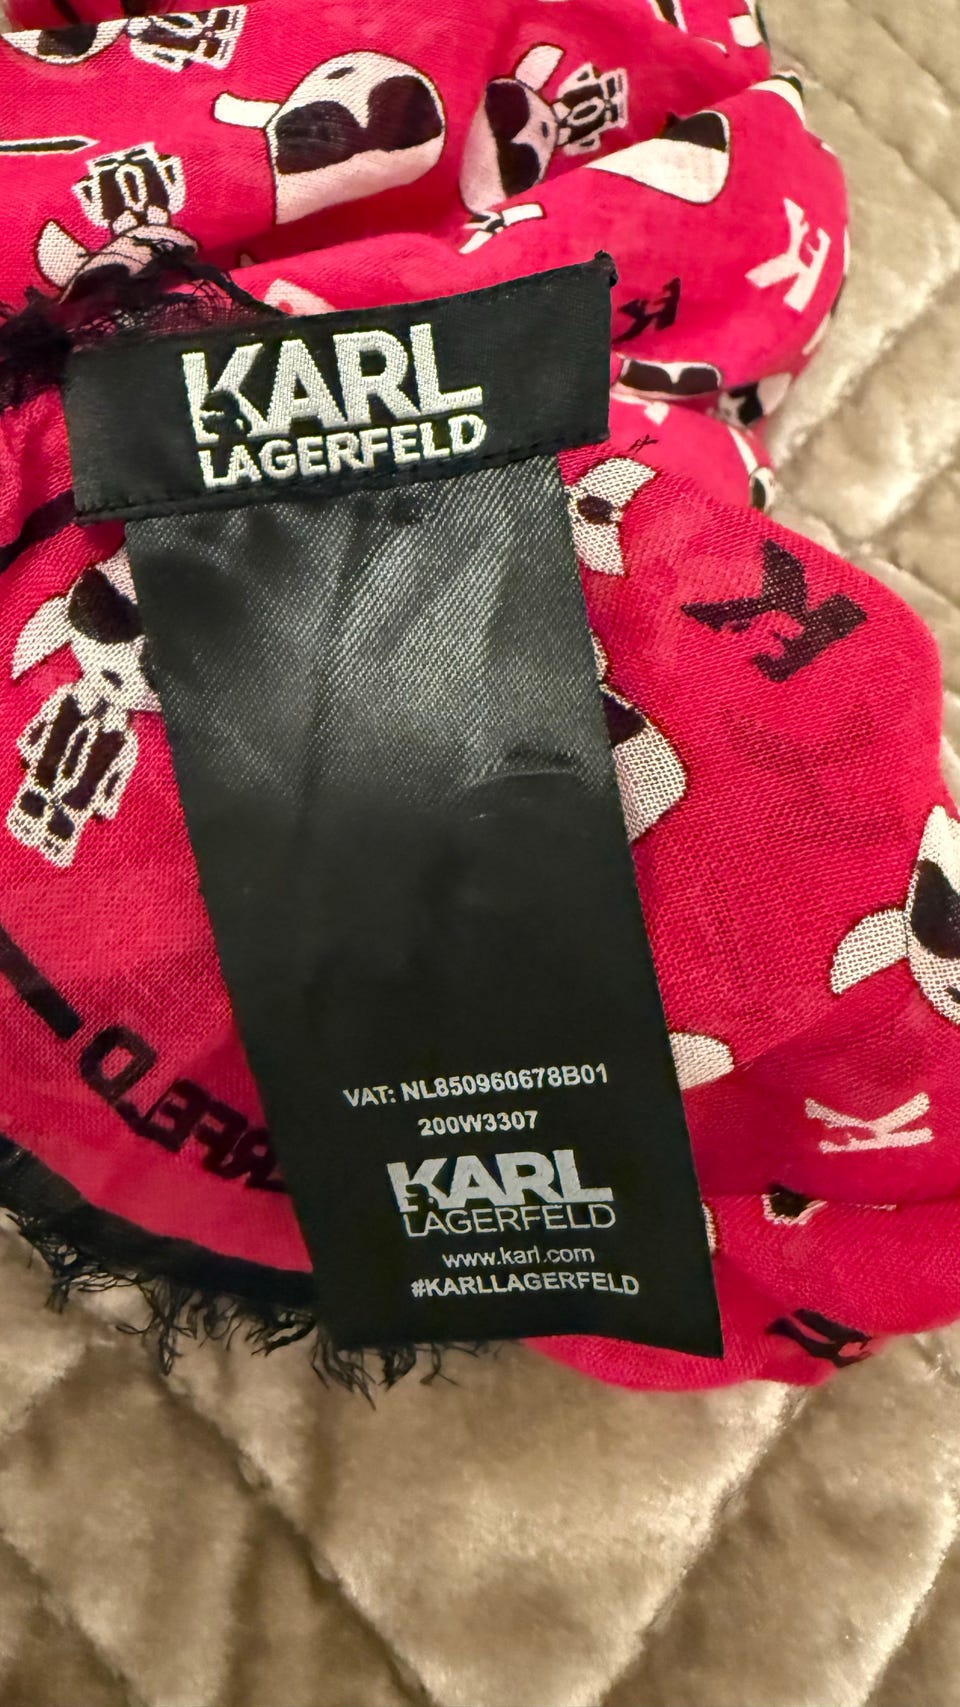 KARL
LAGERFELD
VAT: NL850960678B01
200W3307
KARL
LAGERFELD
www.karl.com
#KARLLAGERFELD
K
K
K